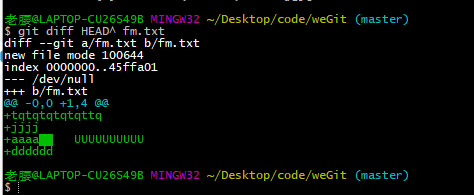 老腰@LAPTOP-CU26S49B MINGW32 ~/Desktop/code/weGit (master)
$ git diff HEAD^ fm.txt
diff --git a/fm.txt b/fm.txt
new file mode 100644
index 0000000..45ffa01
--- /dev/null
+++ b/fm.txt
@@ -0,0 +1,4 @@
+tqtqtqtqtqttq
+jjjj
+aaaa UUUUUUUUUU
+dddddd
老腰@LAPTOP-CU26S49B MINGW32 ~/Desktop/code/weGit (master)
$